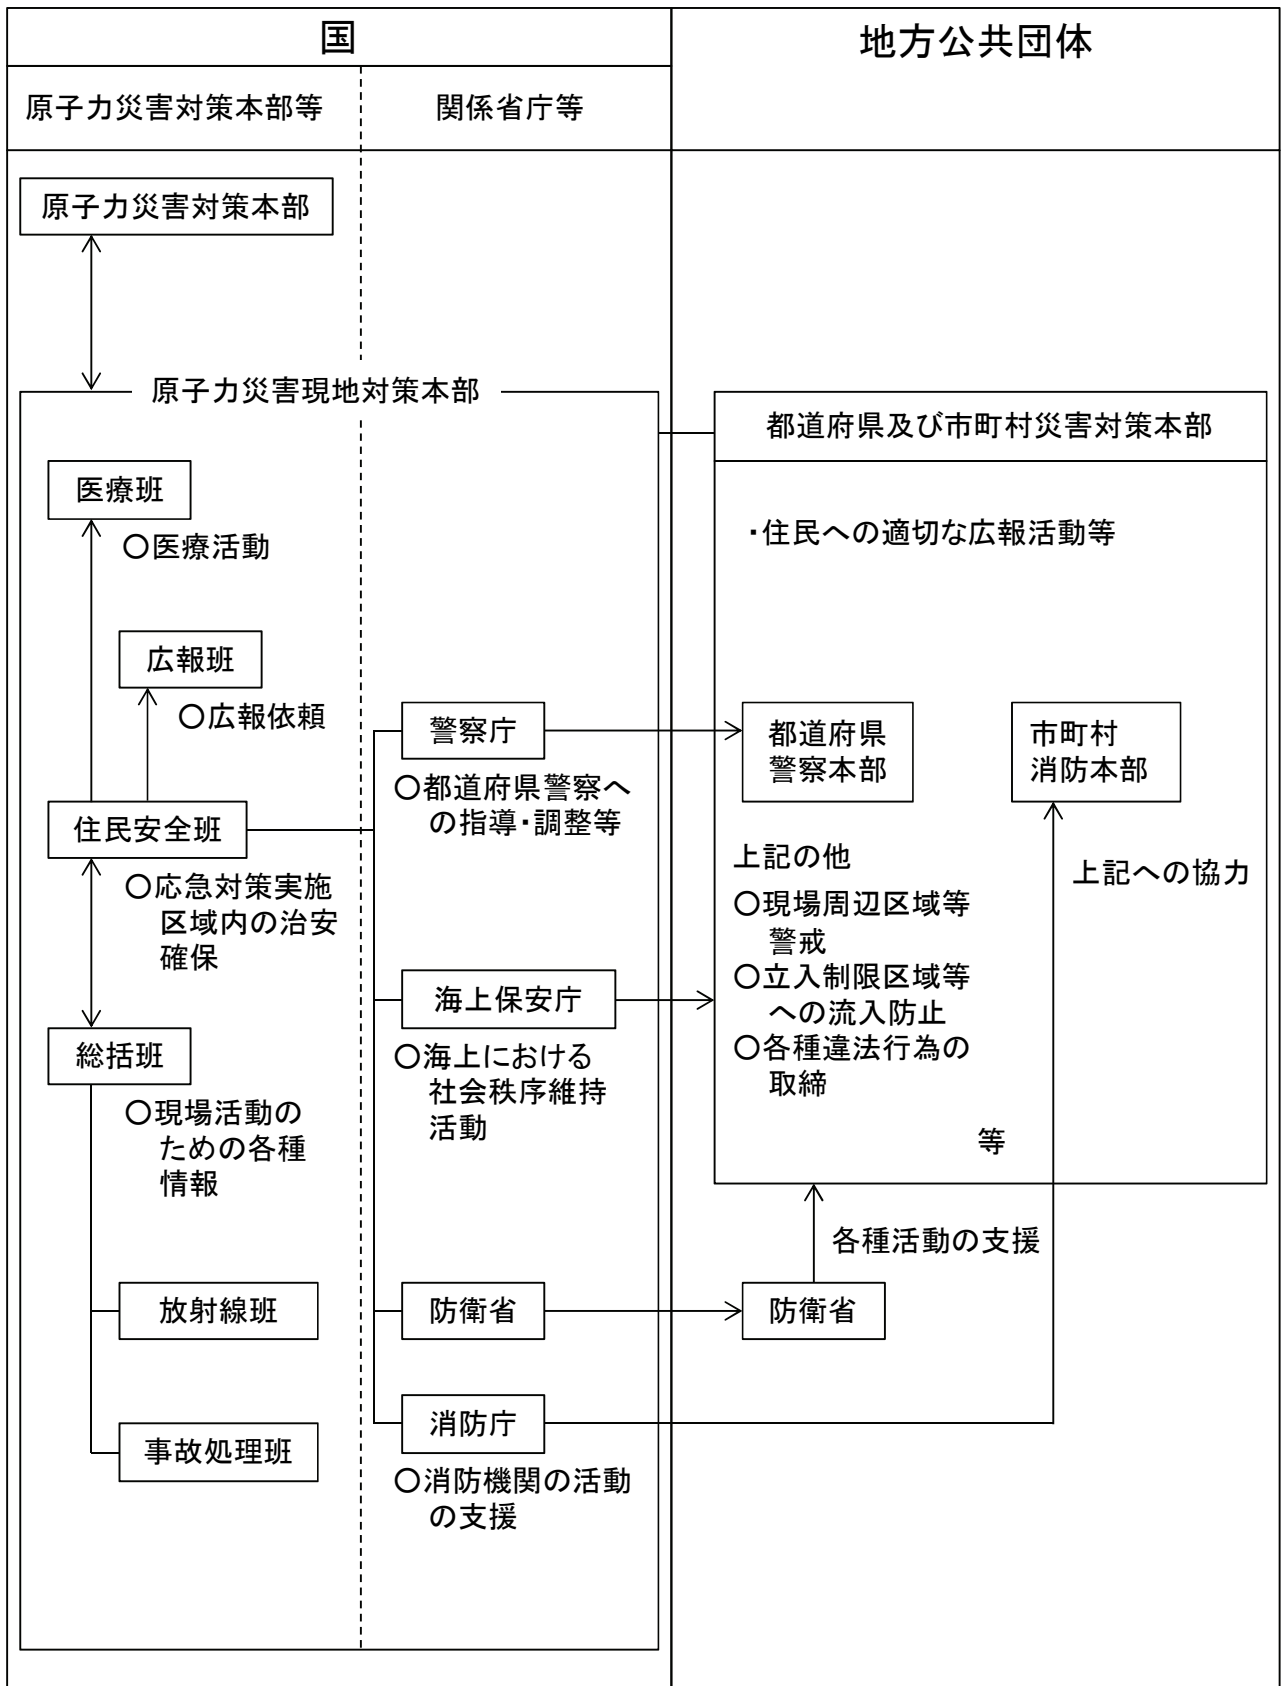 国
地方公共団体
原子力災害対策本部等
関係省庁等
原子力災害対策本部
原子力災害現地対策本部
医療班
○医療活動
広報班
○広報依頼
住民安全班
○応急対策実施
区域内の治安
確保
総括班
○現場活動の
ための各種
情報
放射線班
事故処理班
警察庁
○都道府県警察へ
の指導・調整等
海上保安庁
○海上における
社会秩序維持
活動
防衛省
消防庁
○消防機関の活動
の支援
都道府県及び市町村災害対策本部
・住民への適切な広報活動等
都道府県
警察本部
市町村
消防本部
上記の他
○現場周辺区域等
警戒
○立入制限区域等
への流入防止
○各種違法行為の
取締
等
上記への協力
各種活動の支援
防衛省